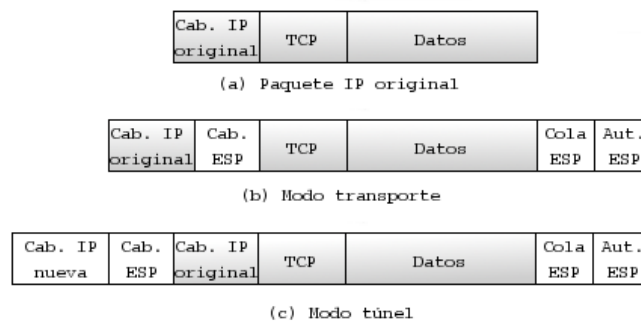 Cab. IP original TCP Datos
(a) Paquete IP original
Cab. IP original Cab. ESP TCP Datos Cola ESP Aut. ESP
(b) Modo transporte
Cab. IP nueva Cab. ESP Cab. IP original TCP Datos Cola ESP Aut. ESP
(c) Modo túnel